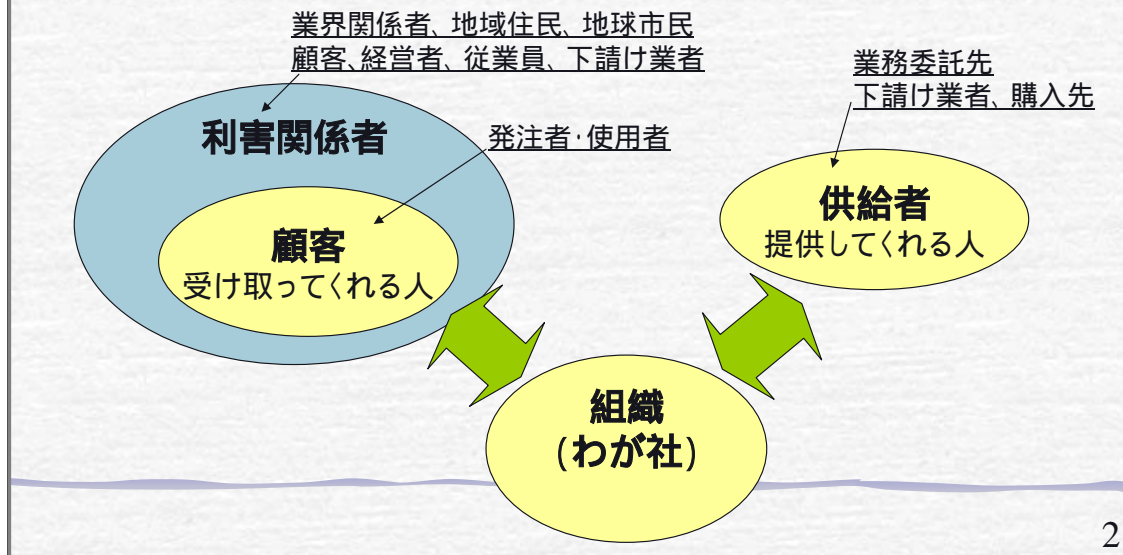 業界関係者、地域住民、地球市民
顧客、経営者、従業員、下請け業者
業務委託先
下請け業者、購入先
利害関係者
発注者・使用者
顧客
受け取ってくれる人
供給者
提供してくれる人
組織
(わが社)
2